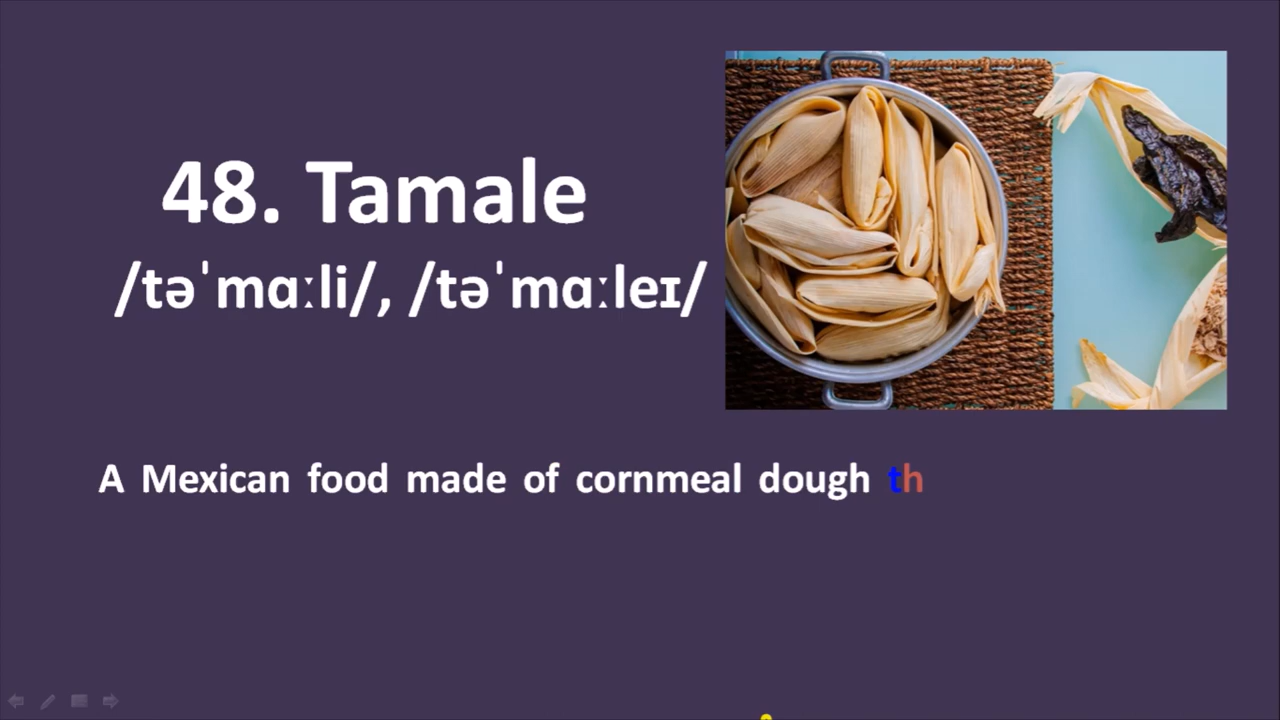 48. Tamale
/təˈmɑːli/, /təˈmɑːleɪ/
A Mexican food made of cornmeal dough th